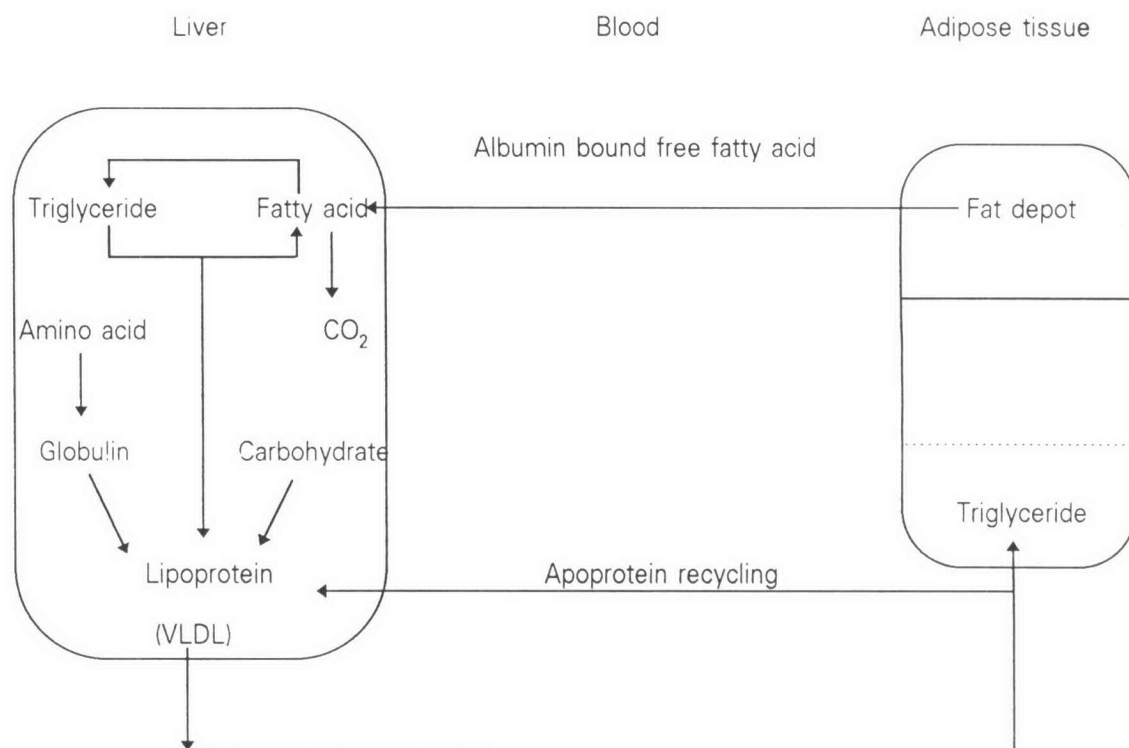 Liver Blood Adipose tissue
Albumin bound free fatty acid
Triglyceride Fatty acid Fat depot
Amino acid CO₂
Globulin Carbohydrate
Triglyceride
Lipoprotein Apoprotein recycling
(VLDL)